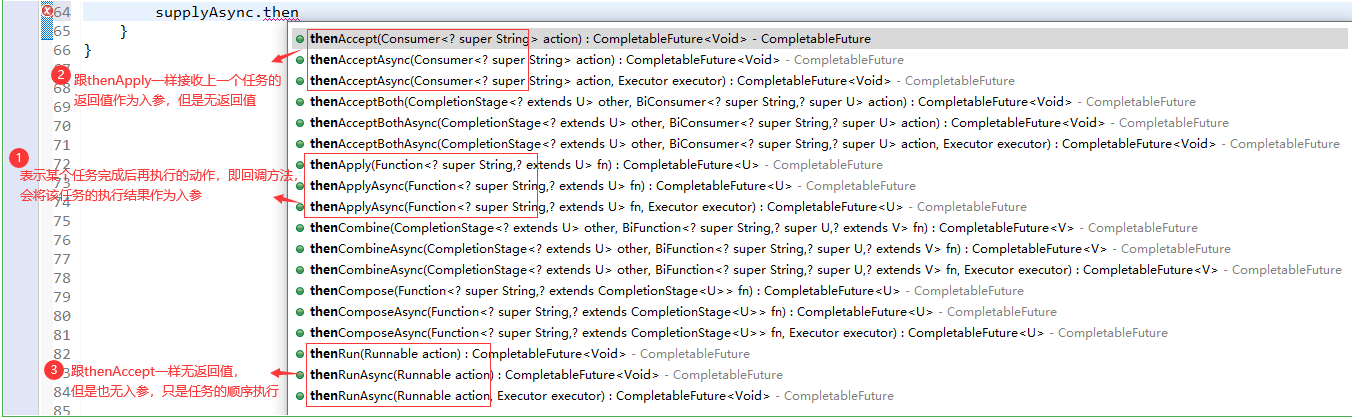 64 supplyAsync.then
65 }
66 }
67
68
69
70
71
72
73
74
75
76
77
78
79
80
81
82
83
84
85
thenAccept(Consumer<? super String> action) : CompletableFuture<Void> - CompletableFuture
thenAcceptAsync(Consumer<? super String> action) : CompletableFuture<Void> - CompletableFuture
thenAcceptAsync(Consumer<? super String> action, Executor executor) : CompletableFuture<Void> - CompletableFuture
thenAcceptBoth(CompletionStage<? extends U> other, BiConsumer<? super String,? super U> action) : CompletableFuture<Void> - CompletableFuture
thenAcceptBothAsync(CompletionStage<? extends U> other, BiConsumer<? super String,? super U> action) : CompletableFuture<Void> - CompletableFuture
thenAcceptBothAsync(CompletionStage<? extends U> other, BiConsumer<? super String,? super U> action, Executor executor) : CompletableFuture<Void> - CompletableFuture
thenApply(Function<? super String,? extends U> fn) : CompletableFuture<U> - CompletableFuture
thenApplyAsync(Function<? super String,? extends U> fn) : CompletableFuture<U> - CompletableFuture
thenApplyAsync(Function<? super String,? extends U> fn, Executor executor) : CompletableFuture<U> - CompletableFuture
thenCombine(CompletionStage<? extends U> other, BiFunction<? super String,? super U,? extends V> fn) : CompletableFuture<V> - CompletableFuture
thenCombineAsync(CompletionStage<? extends U> other, BiFunction<? super String,? super U,? extends V> fn) : CompletableFuture<V> - CompletableFuture
thenCombineAsync(CompletionStage<? extends U> other, BiFunction<? super String,? super U,? extends V> fn, Executor executor) : CompletableFuture<V> - CompletableFuture
thenCompose(Function<? super String,? extends CompletionStage<U>> fn) : CompletableFuture<U> - CompletableFuture
thenComposeAsync(Function<? super String,? extends CompletionStage<U>> fn) : CompletableFuture<U> - CompletableFuture
thenComposeAsync(Function<? super String,? extends CompletionStage<U>> fn, Executor executor) : CompletableFuture<U> - CompletableFuture
thenRun(Runnable action) : CompletableFuture<Void> - CompletableFuture
thenRunAsync(Runnable action) : CompletableFuture<Void> - CompletableFuture
thenRunAsync(Runnable action, Executor executor) : CompletableFuture<Void> - CompletableFuture
2 跟thenApply一样接收上一个任务的
返回值作为入参，但是无返回值
1
表示某个任务完成后再执行的动作，即回调方法，
会将该任务的执行结果作为入参
3 跟thenAccept一样无返回值，
但是也无入参，只是任务的顺序执行